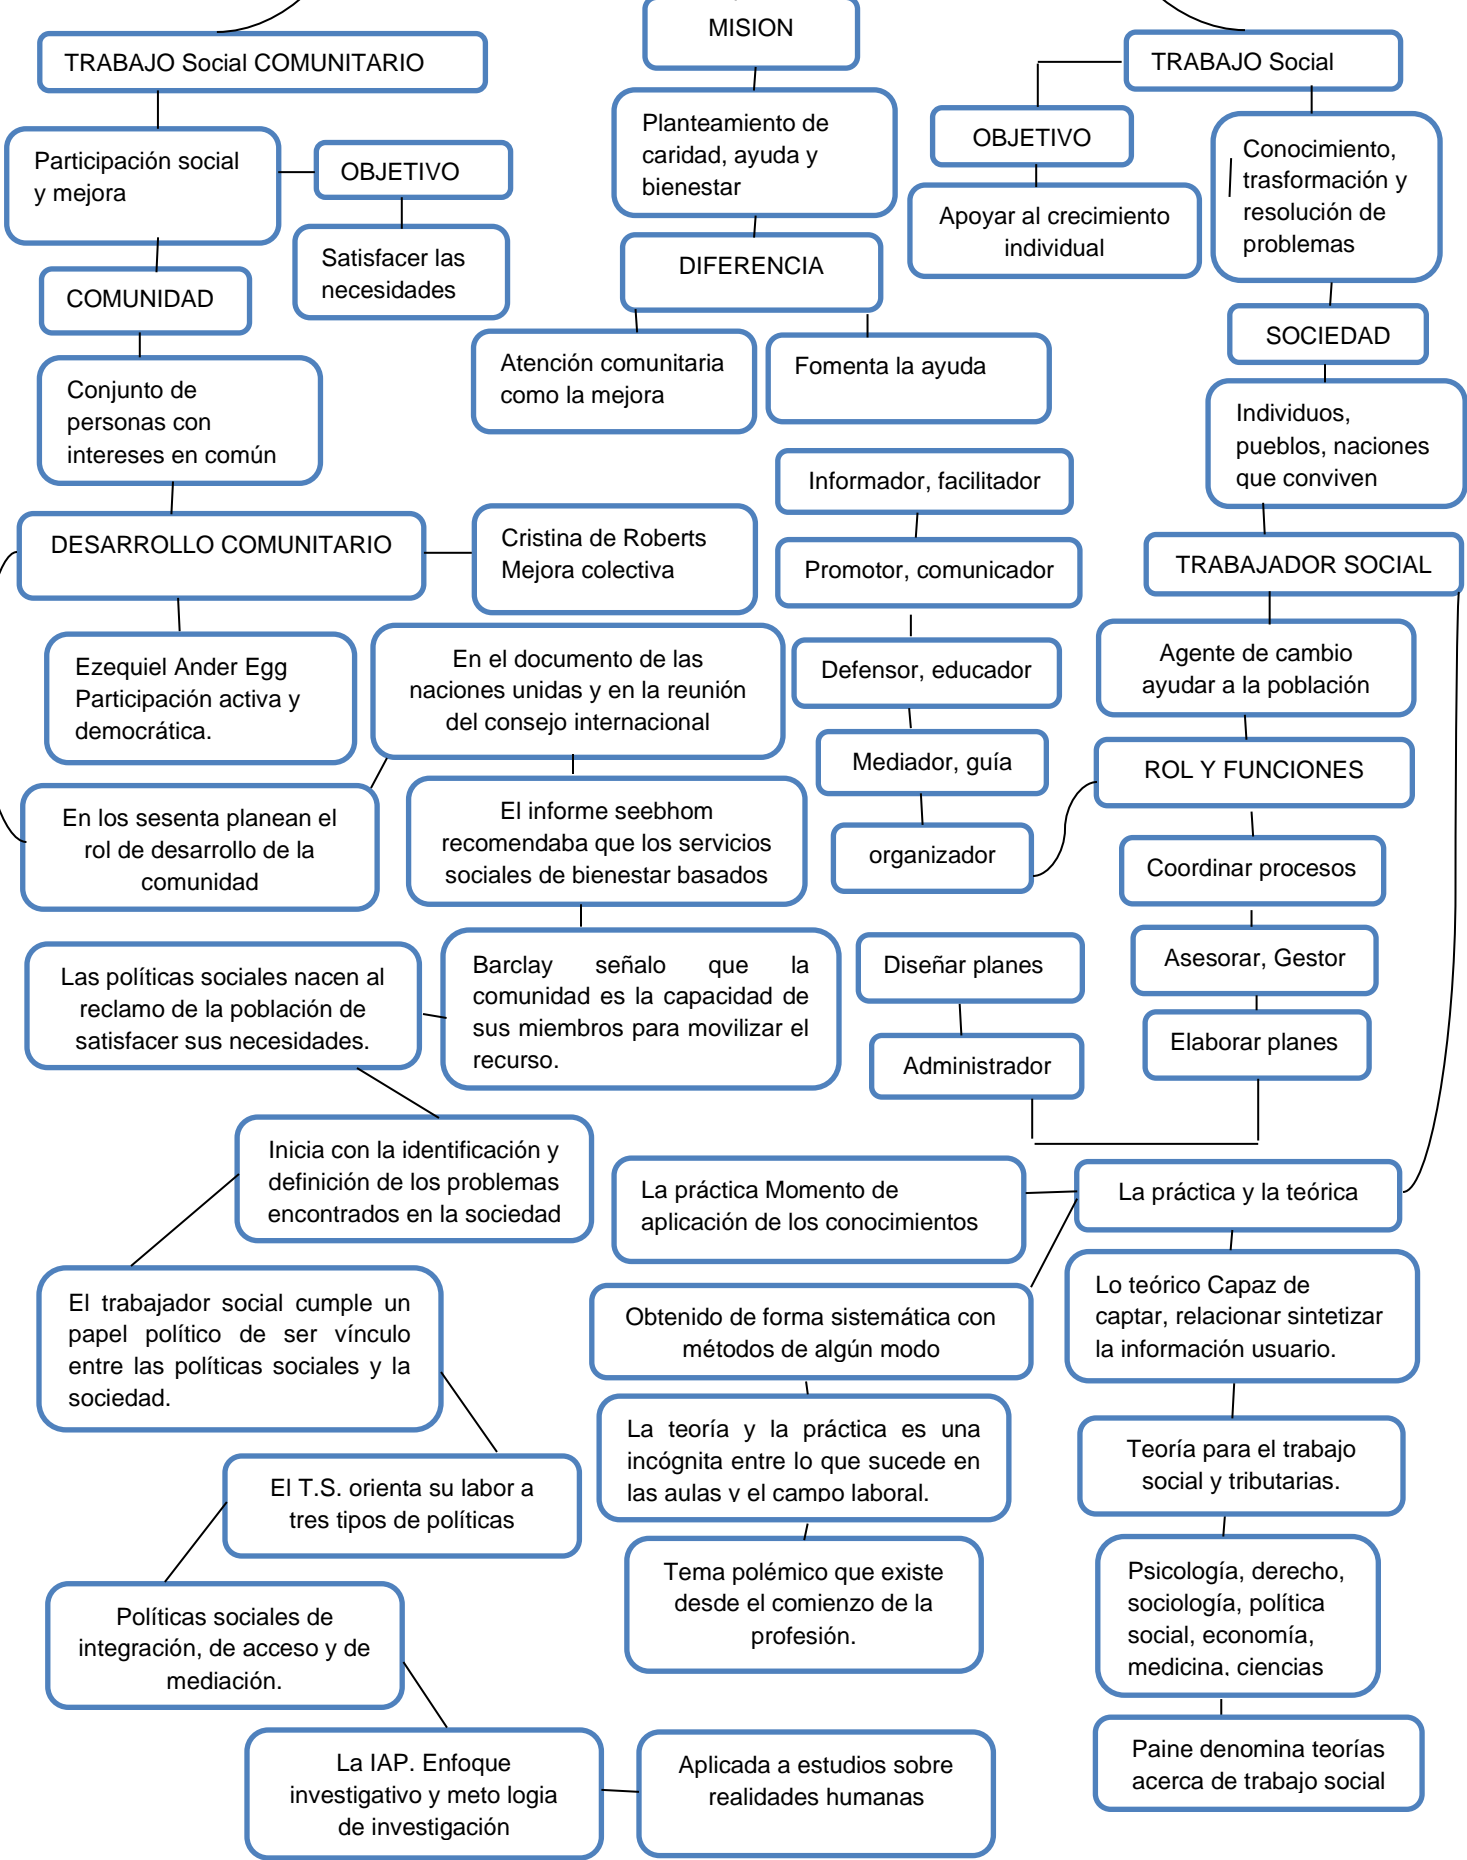 TRABAJO Social COMUNITARIO
Participación social
y mejora
OBJETIVO
Satisfacer las
necesidades
COMUNIDAD
Conjunto de
personas con
intereses en común
DESARROLLO COMUNITARIO
Cristina de Roberts
Mejora colectiva
Ezequiel Ander Egg
Participación activa y
democrática.
MISION
Planteamiento de
caridad, ayuda y
bienestar
DIFERENCIA
Atención comunitaria
como la mejora
Fomenta la ayuda
TRABAJO Social
OBJETIVO
Apoyar al crecimiento
individual
Conocimiento,
trasformación y
resolución de
problemas
SOCIEDAD
Individuos,
pueblos, naciones
que conviven
TRABAJADOR SOCIAL
Agente de cambio
ayudar a la población
ROL Y FUNCIONES
Informador, facilitador
Promotor, comunicador
Defensor, educador
Mediador, guía
organizador
Coordinar procesos
Asesorar, Gestor
Elaborar planes
Diseñar planes
Administrador
En el documento de las
naciones unidas y en la reunión
del consejo internacional
En los sesenta planean el
rol de desarrollo de la
comunidad
El informe seebhom
recomendaba que los servicios
sociales de bienestar basados
Barclay señalo que la
comunidad es la capacidad de
sus miembros para movilizar el
recurso.
Las políticas sociales nacen al
reclamo de la población de
satisfacer sus necesidades.
Inicia con la identificación y
definición de los problemas
encontrados en la sociedad
El trabajador social cumple un
papel político de ser vínculo
entre las políticas sociales y la
sociedad.
El T.S. orienta su labor a
tres tipos de políticas
Políticas sociales de
integración, de acceso y de
mediación.
La IAP. Enfoque
investigativo y meto logia
de investigación
Aplicada a estudios sobre
realidades humanas
La práctica y la teórica
La práctica Momento de
aplicación de los conocimientos
Obtenido de forma sistemática con
métodos de algún modo
La teoría y la práctica es una
incógnita entre lo que sucede en
las aulas y el campo laboral.
Tema polémico que existe
desde el comienzo de la
profesión.
Lo teórico Capaz de
captar, relacionar sintetizar
la información usuario.
Teoría para el trabajo
social y tributarias.
Psicología, derecho,
sociología, política
social, economía,
medicina, ciencias
Paine denomina teorías
acerca de trabajo social